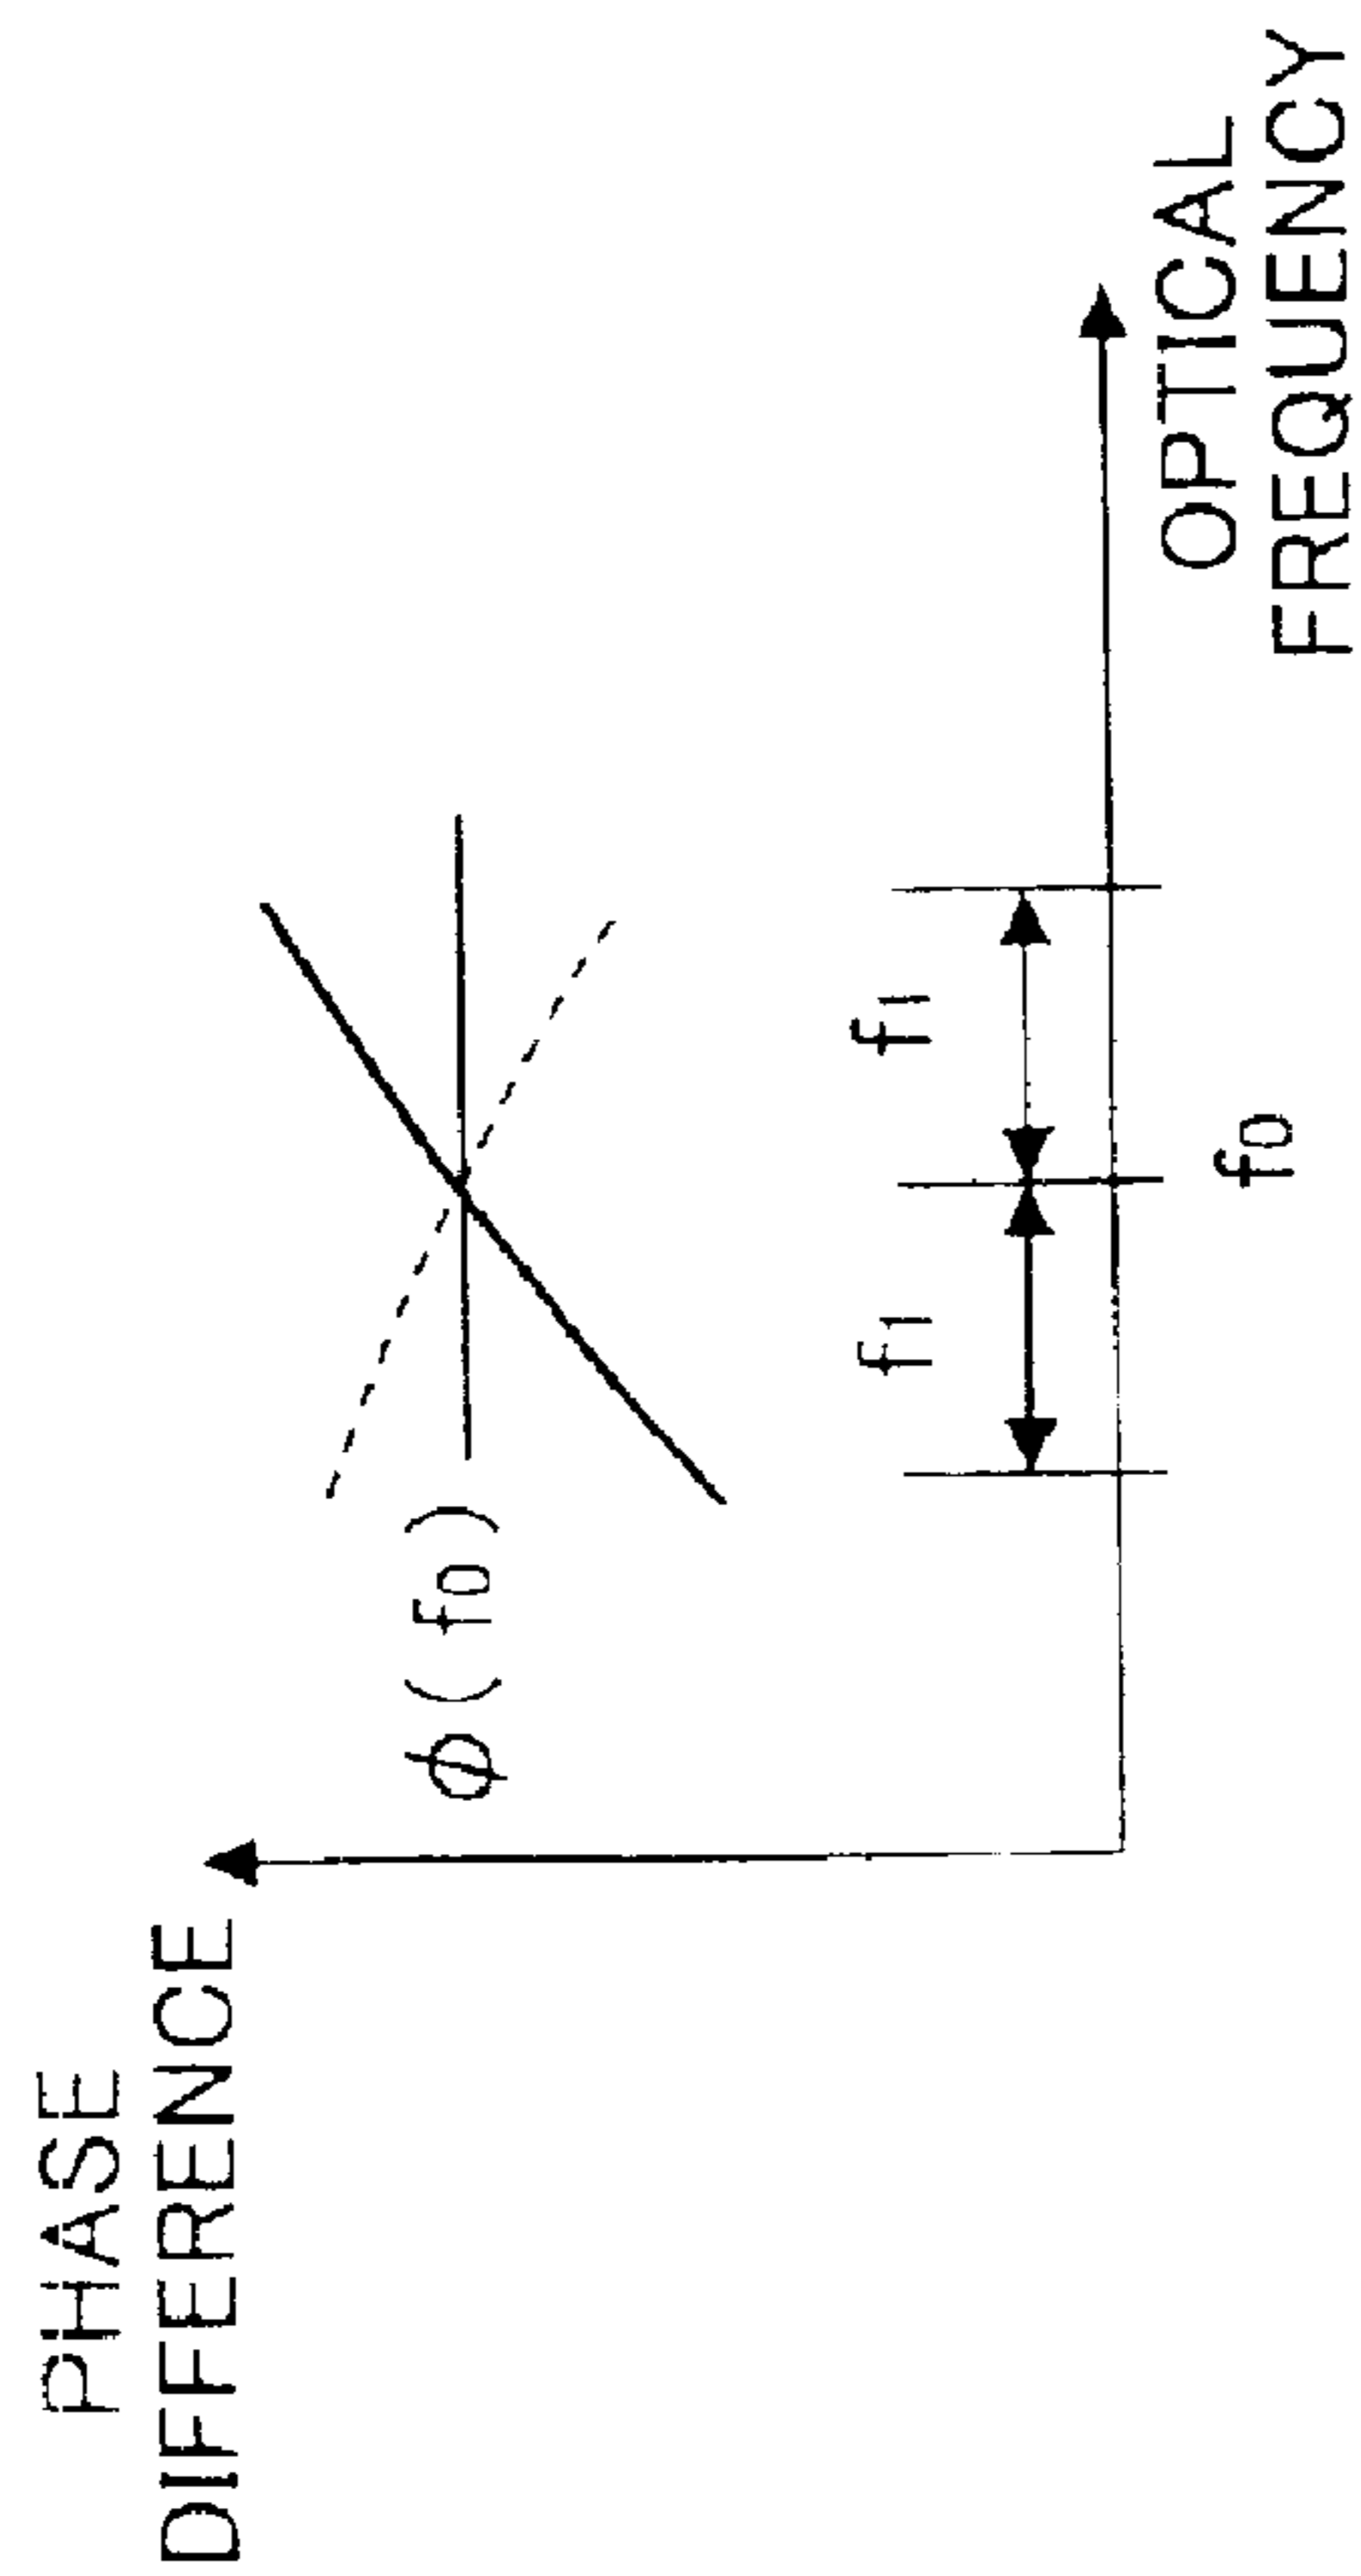 PHASE
DIFFERENCE
φ(f0)
f1
f1
f0
OPTICAL
FREQUENCY